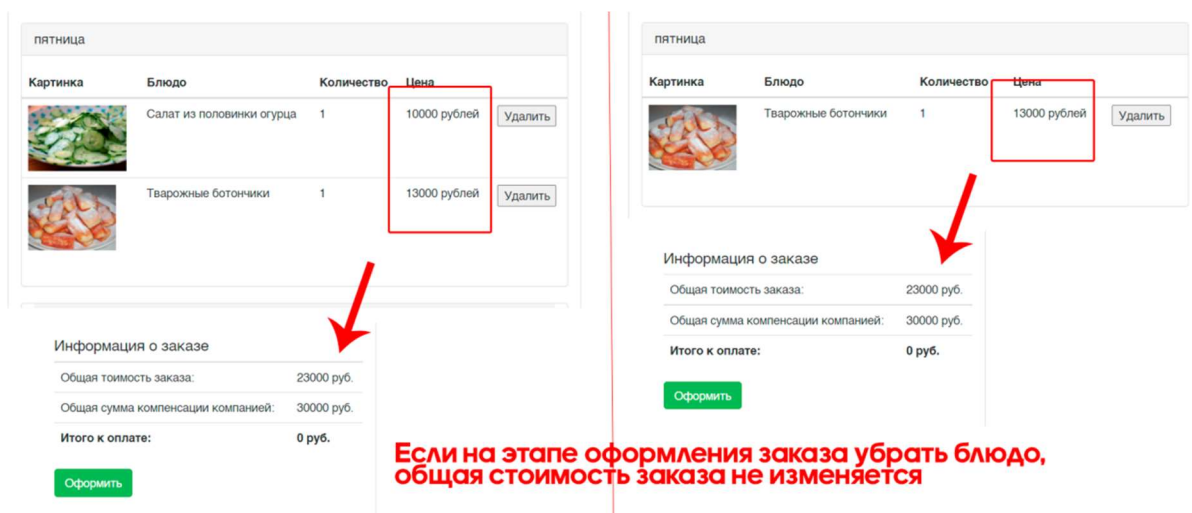 пятница
Картинка Блюдо Количество Цена
Салат из половинки огурца 1 10000 рублей Удалить
Тварожные ботончики 1 13000 рублей Удалить
Информация о заказе
Общая тоимость заказа: 23000 руб.
Общая сумма компенсации компанией: 30000 руб.
Итого к оплате: 0 руб.
Оформить
пятница
Картинка Блюдо Количество Цена
Тварожные ботончики 1 13000 рублей Удалить
Информация о заказе
Общая тоимость заказа: 23000 руб.
Общая сумма компенсации компанией: 30000 руб.
Итого к оплате: 0 руб.
Оформить
Если на этапе оформления заказа убрать блюдо,
общая стоимость заказа не изменяется